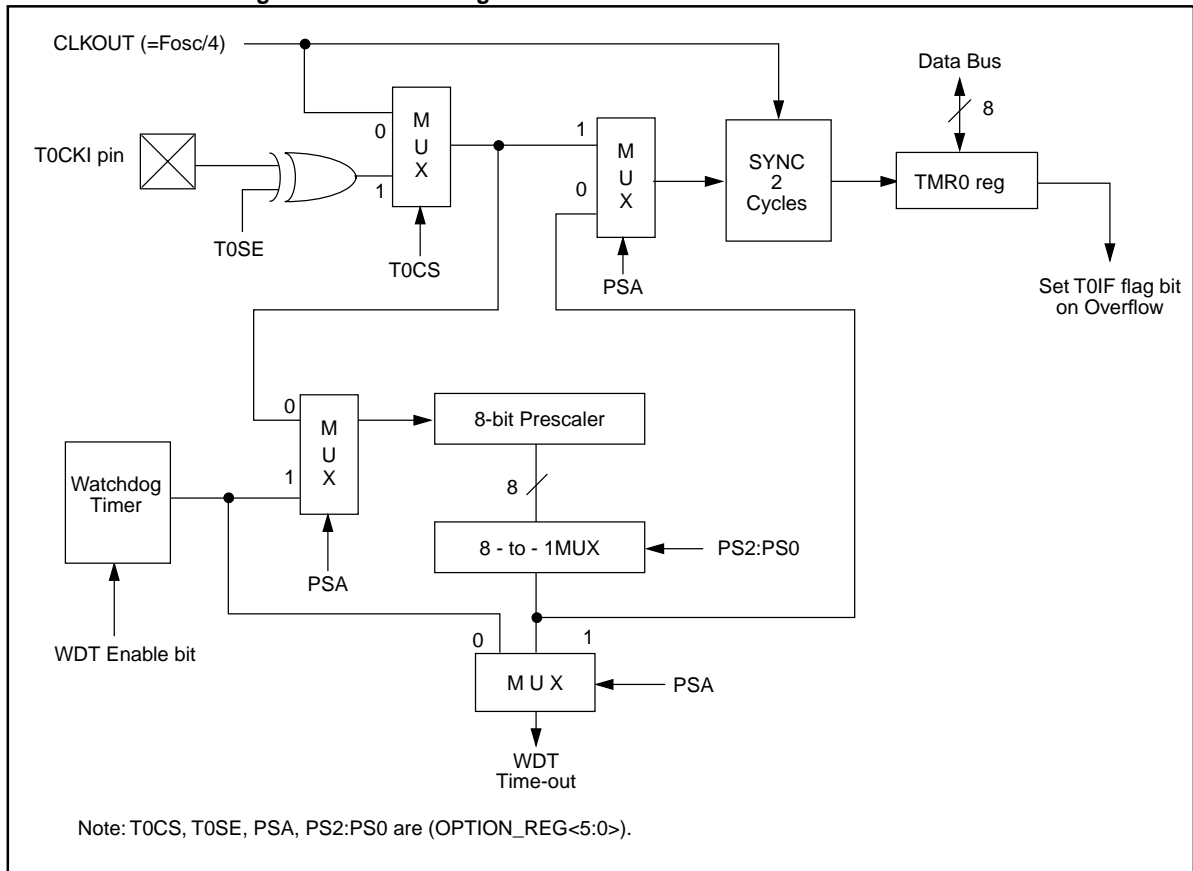 CLKOUT (=Fosc/4)
Data Bus
8
T0CKI pin
0
1
M
U
X
1
0
M
U
X
SYNC
2
Cycles
TMR0 reg
T0SE
T0CS
PSA
Set T0IF flag bit
on Overflow
0
1
M
U
X
8-bit Prescaler
Watchdog
Timer
8
8 - to - 1MUX
PS2:PS0
PSA
WDT Enable bit
0
1
M U X
PSA
WDT
Time-out
Note: T0CS, T0SE, PSA, PS2:PS0 are (OPTION_REG<5:0>).